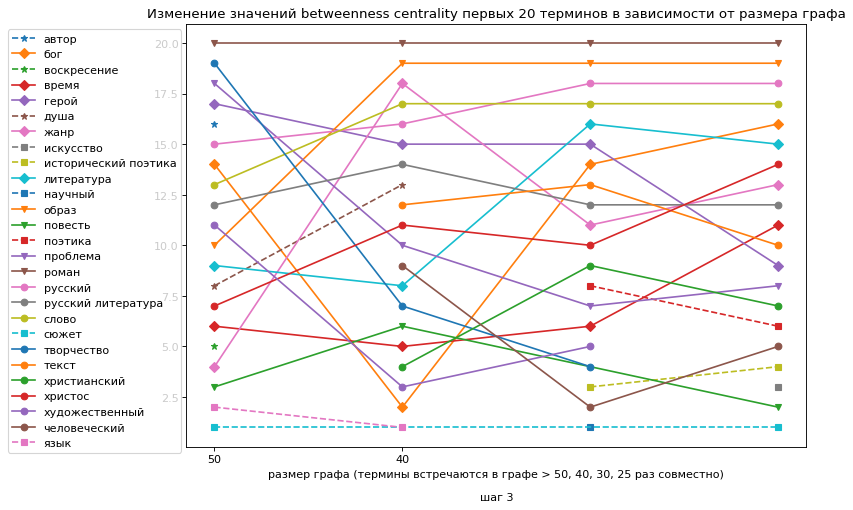 Изменение значений betweenness centrality первых 20 терминов в зависимости от размера графа
автор
бог
воскресение
время
герой
душа
жанр
искусство
исторический поэтика
литература
научный
образ
повесть
поэтика
проблема
роман
русский
русский литература
слово
сюжет
творчество
текст
христианский
христос
художественный
человеческий
язык
20.0
17.5
15.0
12.5
10.0
7.5
5.0
2.5
50
40
размер графа (термины встречаются в графе > 50, 40, 30, 25 раз совместно)
шаг 3